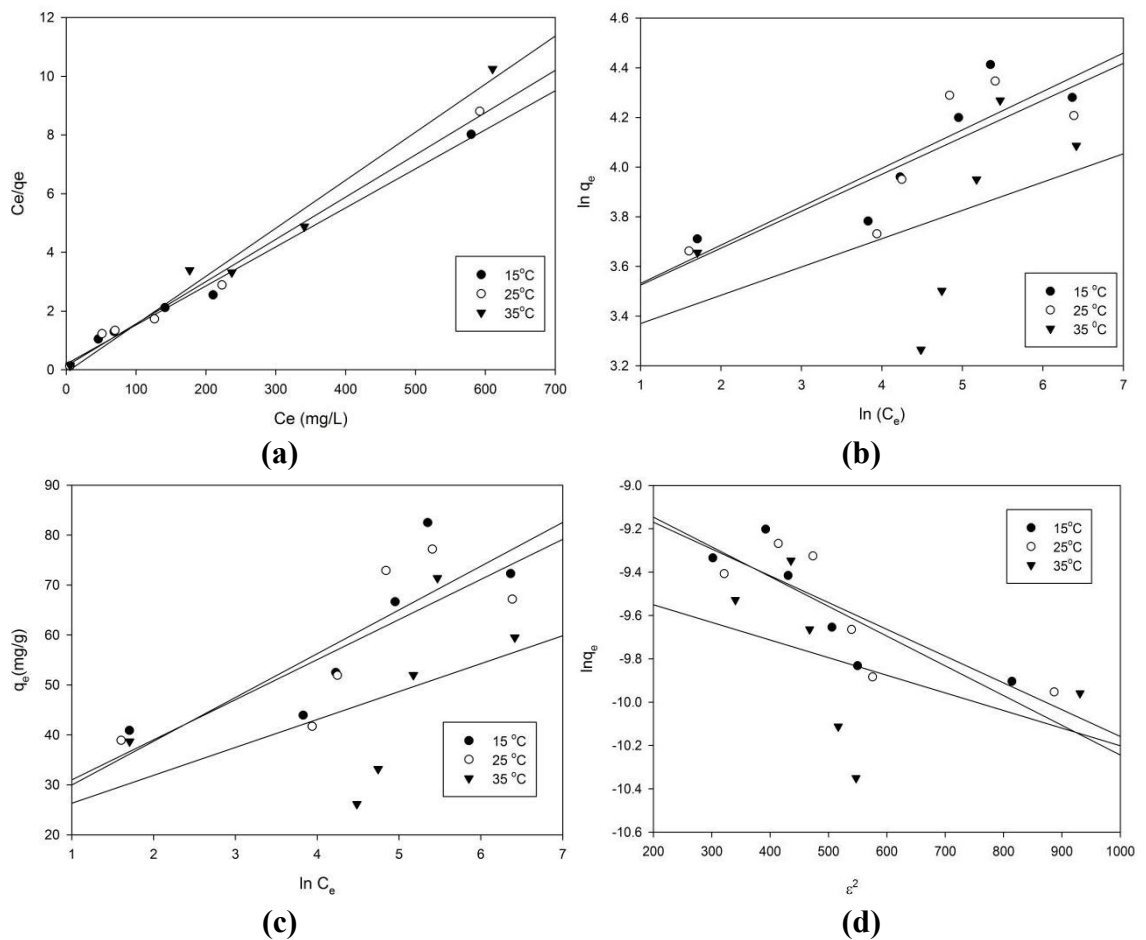 12
10
8
6
4
2
0
Ce/qe
0 100 200 300 400 500 600 700
Ce (mg/L)
15°C
25°C
35°C
(a)
4.6
4.4
4.2
4.0
3.8
3.6
3.4
3.2
ln qe
1 2 3 4 5 6 7
ln (Ce)
15 °C
25 °C
35 °C
(b)
90
80
70
60
50
40
30
20
qe(mg/g)
1 2 3 4 5 6 7
ln Ce
15 °C
25 °C
35 °C
(c)
-9.0
-9.2
-9.4
-9.6
-9.8
-10.0
-10.2
-10.4
-10.6
lnqe
200 300 400 500 600 700 800 900 1000
ε²
15°C
25°C
35°C
(d)